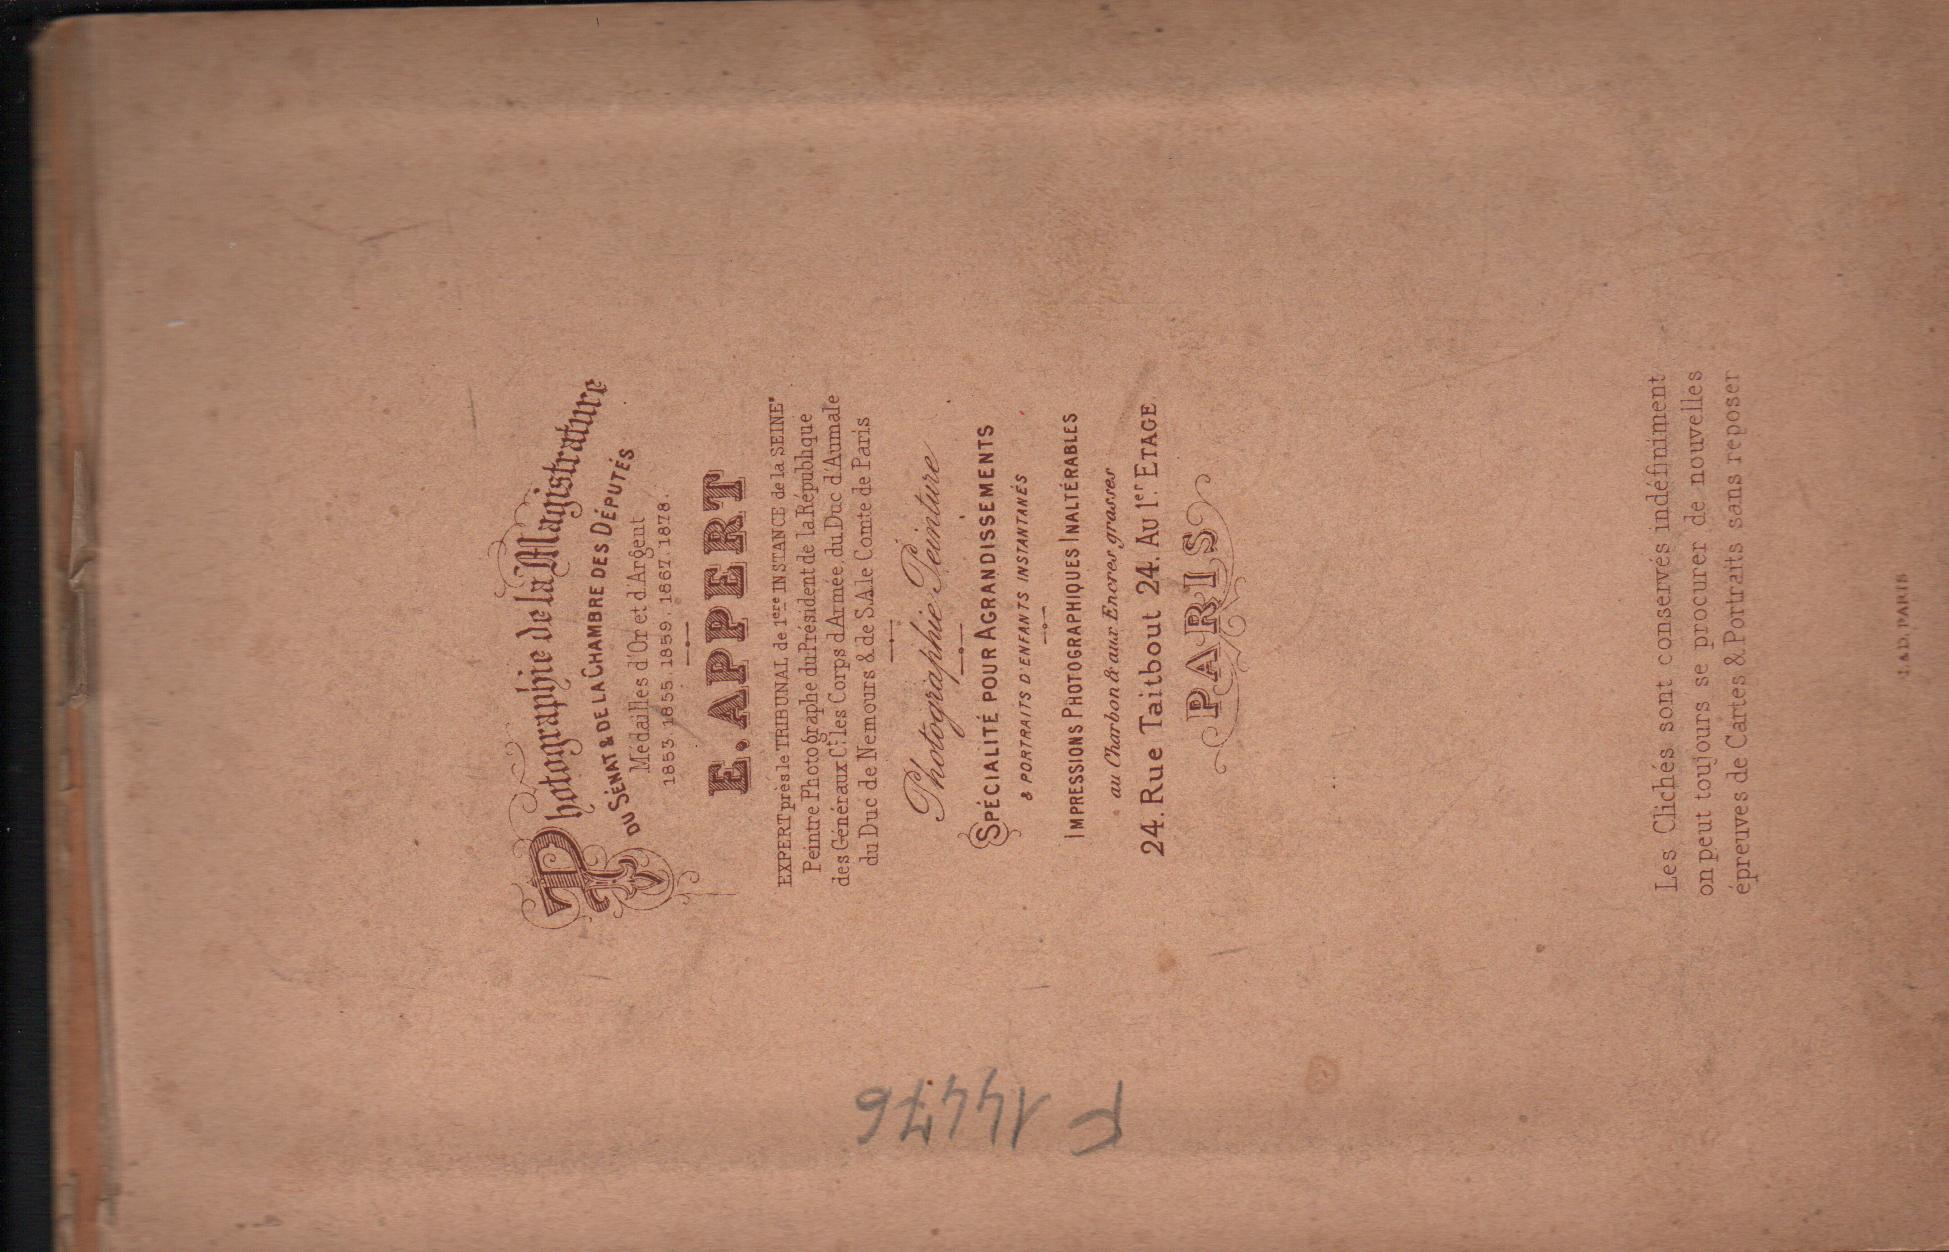 Photographie de la Magistrature
DU SÉNAT & DE LA CHAMBRE DES DÉPUTÉS
Médailles d'Or et d'Argent
1853. 1855. 1859. 1867. 1878.
E. APPERT
EXPERT près le TRIBUNAL de 1ère INSTANCE de la SEINE
Peintre Photographe du Président de la République
des Généraux Ct. les Corps d'Armée, du Duc d'Aumale
du Duc de Nemours & de S.A. le Comte de Paris
Photographie-Peinture
SPÉCIALITÉ POUR AGRANDISSEMENTS
& PORTRAITS D'ENFANTS INSTANTANÉS
IMPRESSIONS PHOTOGRAPHIQUES INALTÉRABLES
au Charbon & aux Encres grasses
24. Rue Taitbout 24. Au 1er. ETAGE
PARIS
Les Clichés sont conservés indéfiniment
on peut toujours se procurer de nouvelles
épreuves de Cartes & Portraits sans reposer
PARIS
F 14476